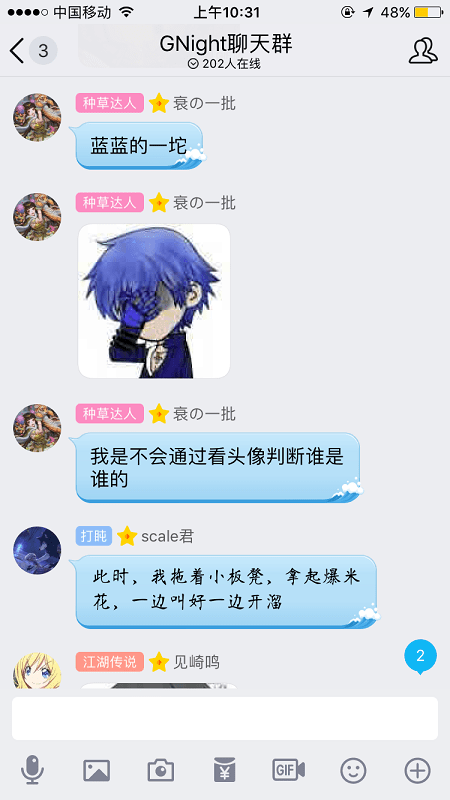 中国移动
上午10:31
48%
3
GNight聊天群
202人在线
种草达人 衰の一批
蓝蓝的一坨
种草达人 衰の一批
种草达人 衰の一批
我是不会通过看头像判断谁是
谁的
打盹 scale君
此时，我拖着小板凳，拿起爆米
花，一边叫好一边开溜
江湖传说 见崎鸣
2
¥
GIF